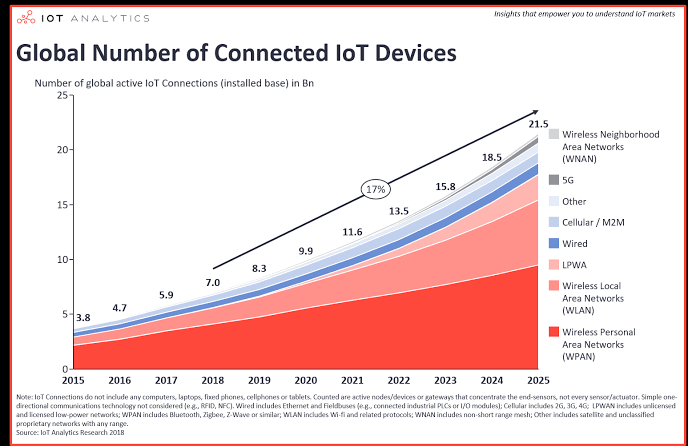 IOT ANALYTICS
Insights that empower you to understand IoT markets
Global Number of Connected IoT Devices
Number of global active IoT Connections (installed base) in Bn
25
20
15
10
5
0
3.8
4.7
5.9
7.0
8.3
9.9
11.6
13.5
15.8
18.5
21.5
17%
2015
2016
2017
2018
2019
2020
2021
2022
2023
2024
2025
Wireless Neighborhood
Area Networks
(WNAN)
5G
Other
Cellular / M2M
Wired
LPWA
Wireless Local
Area Networks
(WLAN)
Wireless Personal
Area Networks
(WPAN)
Note: IoT Connections do not include any computers, laptops, fixed phones, cellphones or tablets. Counted are active nodes/devices or gateways that concentrate the end-sensors, not every sensor/actuator. Simple one-
directional communications technology not considered (e.g., RFID, NFC). Wired includes Ethernet and Fieldbuses (e.g., connected industrial PLCs or I/O modules); Cellular includes 2G, 3G, 4G; LPWAN includes unlicensed
and licensed low-power networks; WPAN includes Bluetooth, Zigbee, Z-Wave or similar; WLAN includes Wi-fi and related protocols; WNAN includes non-short range mesh; Other includes satellite and unclassified
proprietary networks with any range.
Source: IoT Analytics Research 2018